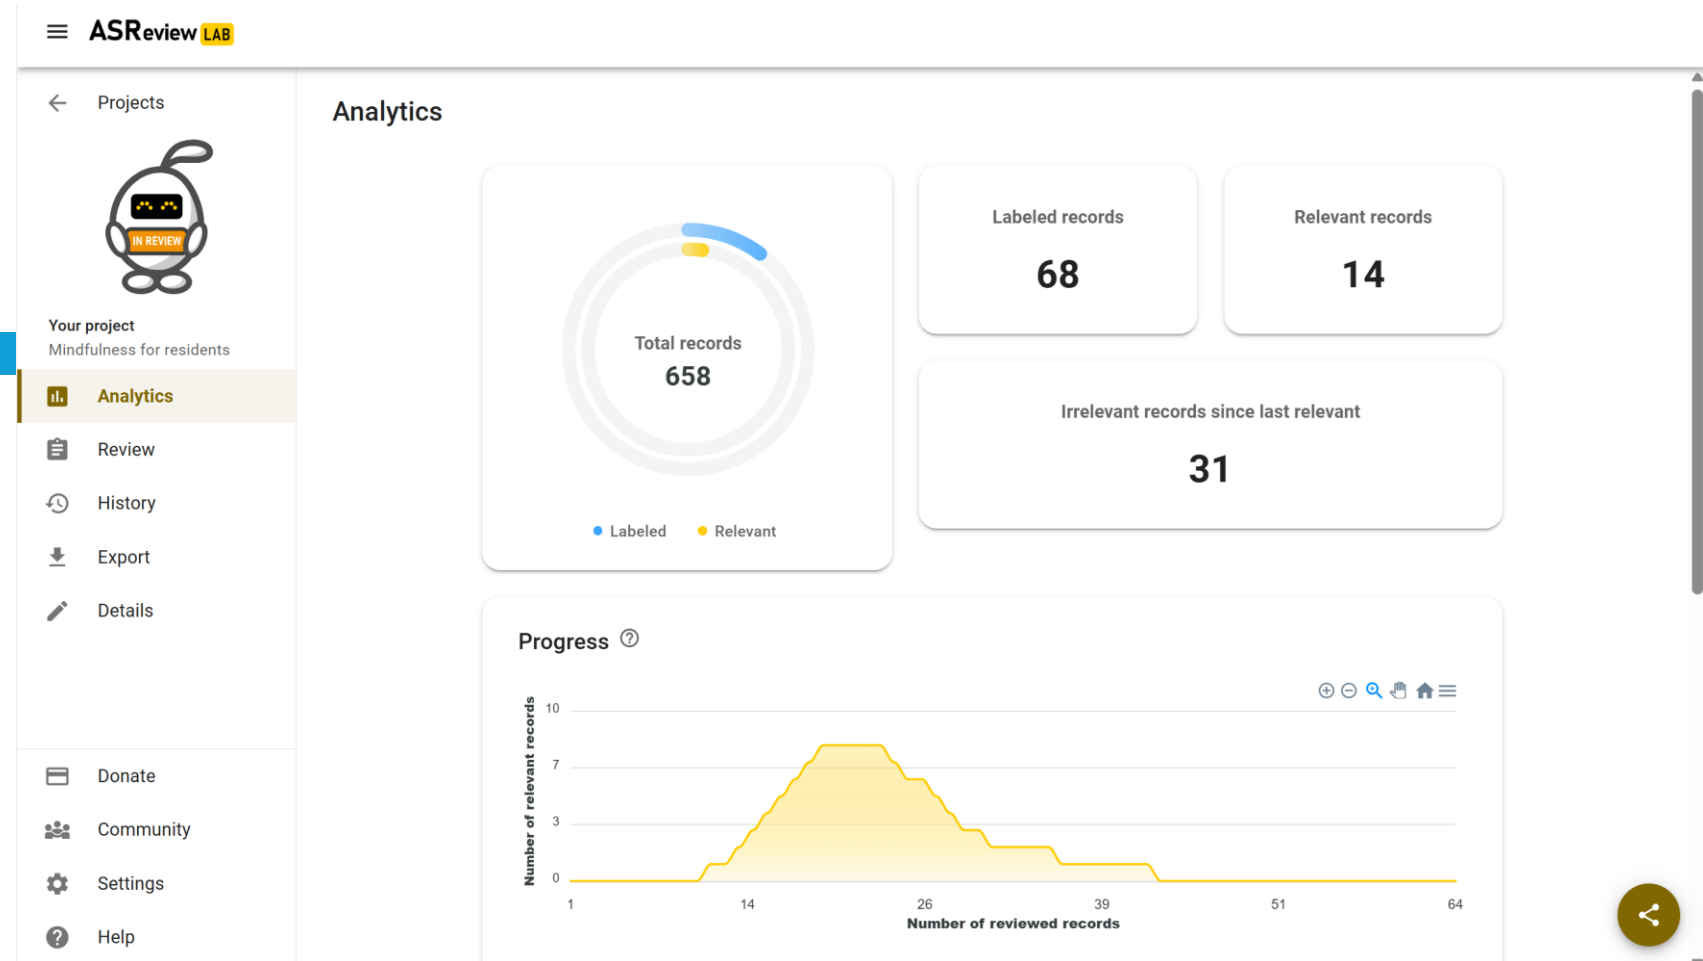 ASReview LAB
Projects
IN REVIEW
Your project
Mindfulness for residents
Analytics
Review
History
Export
Details
Donate
Community
Settings
Help
Analytics
Total records
658
Labeled
Relevant
Labeled records
68
Relevant records
14
Irrelevant records since last relevant
31
Progress
Number of relevant records
10
7
3
0
1
14
26
39
51
64
Number of reviewed records